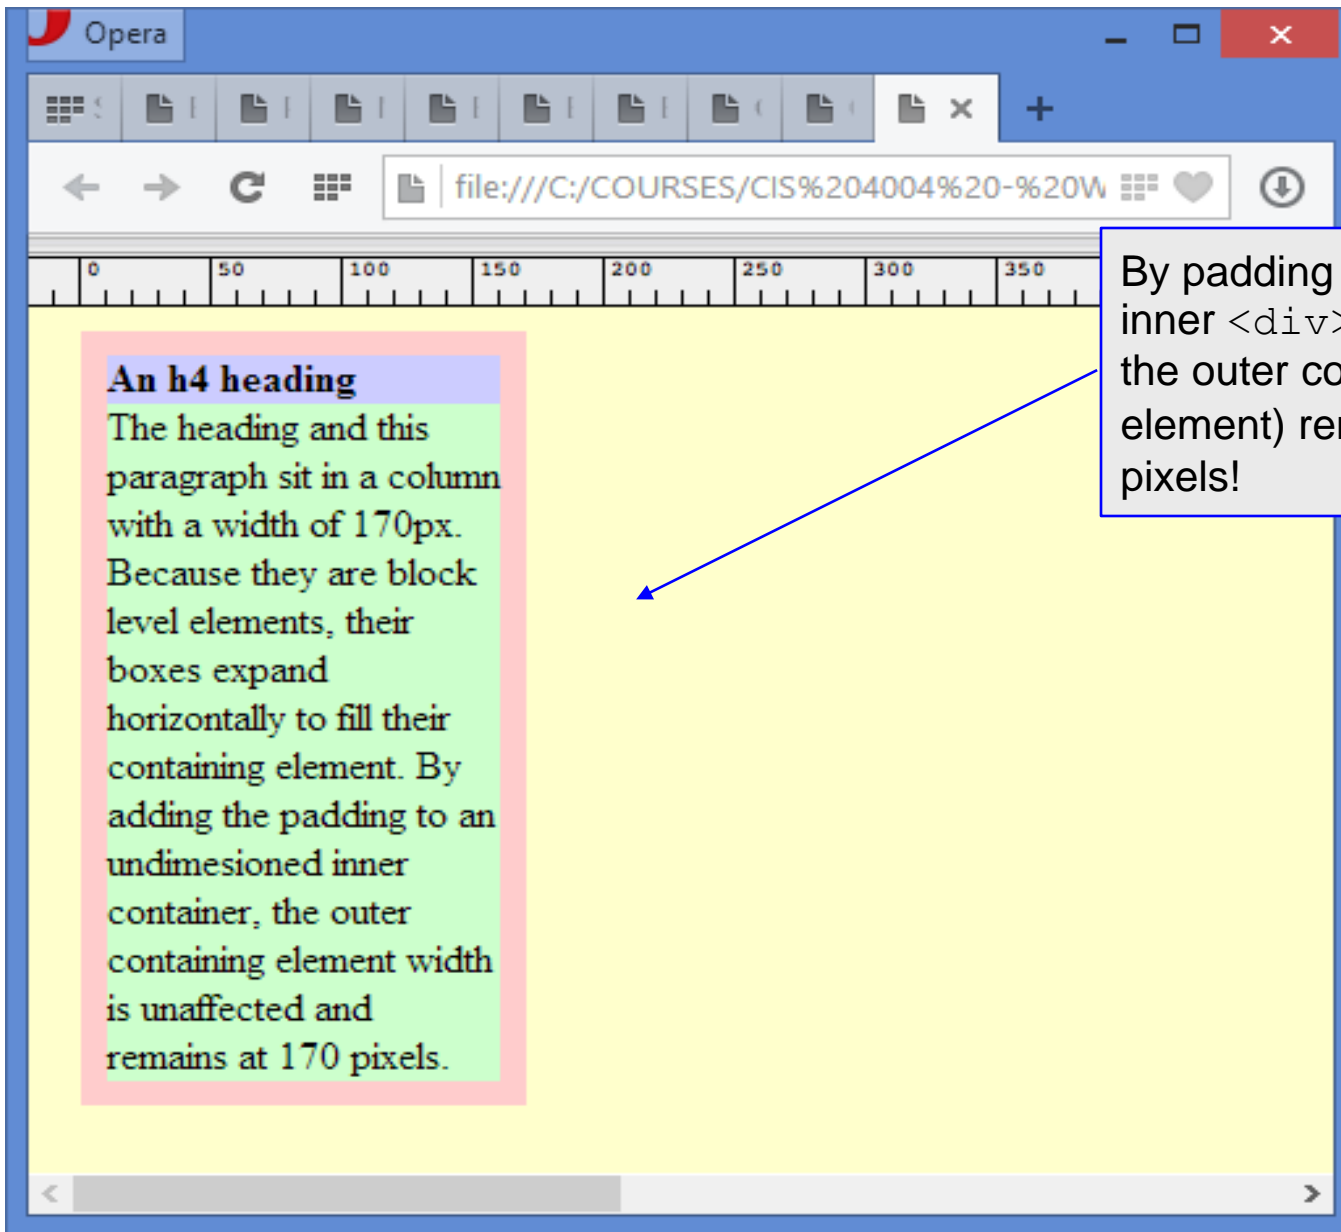 Opera
file:///C:/COURSES/CIS%204004%20-%20W
0 50 100 150 200 250 300 350
By padding
inner <div>
the outer co
element) rem
pixels!
An h4 heading
The heading and this
paragraph sit in a column
with a width of 170px.
Because they are block
level elements, their
boxes expand
horizontally to fill their
containing element. By
adding the padding to an
undimesioned inner
container, the outer
containing element width
is unaffected and
remains at 170 pixels.